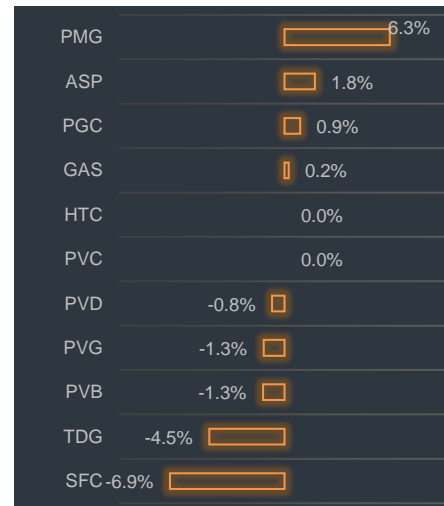 PMG 6.3%
ASP 1.8%
PGC 0.9%
GAS 0.2%
HTC 0.0%
PVC 0.0%
PVD -0.8%
PVG -1.3%
PVB -1.3%
TDG -4.5%
SFC -6.9%